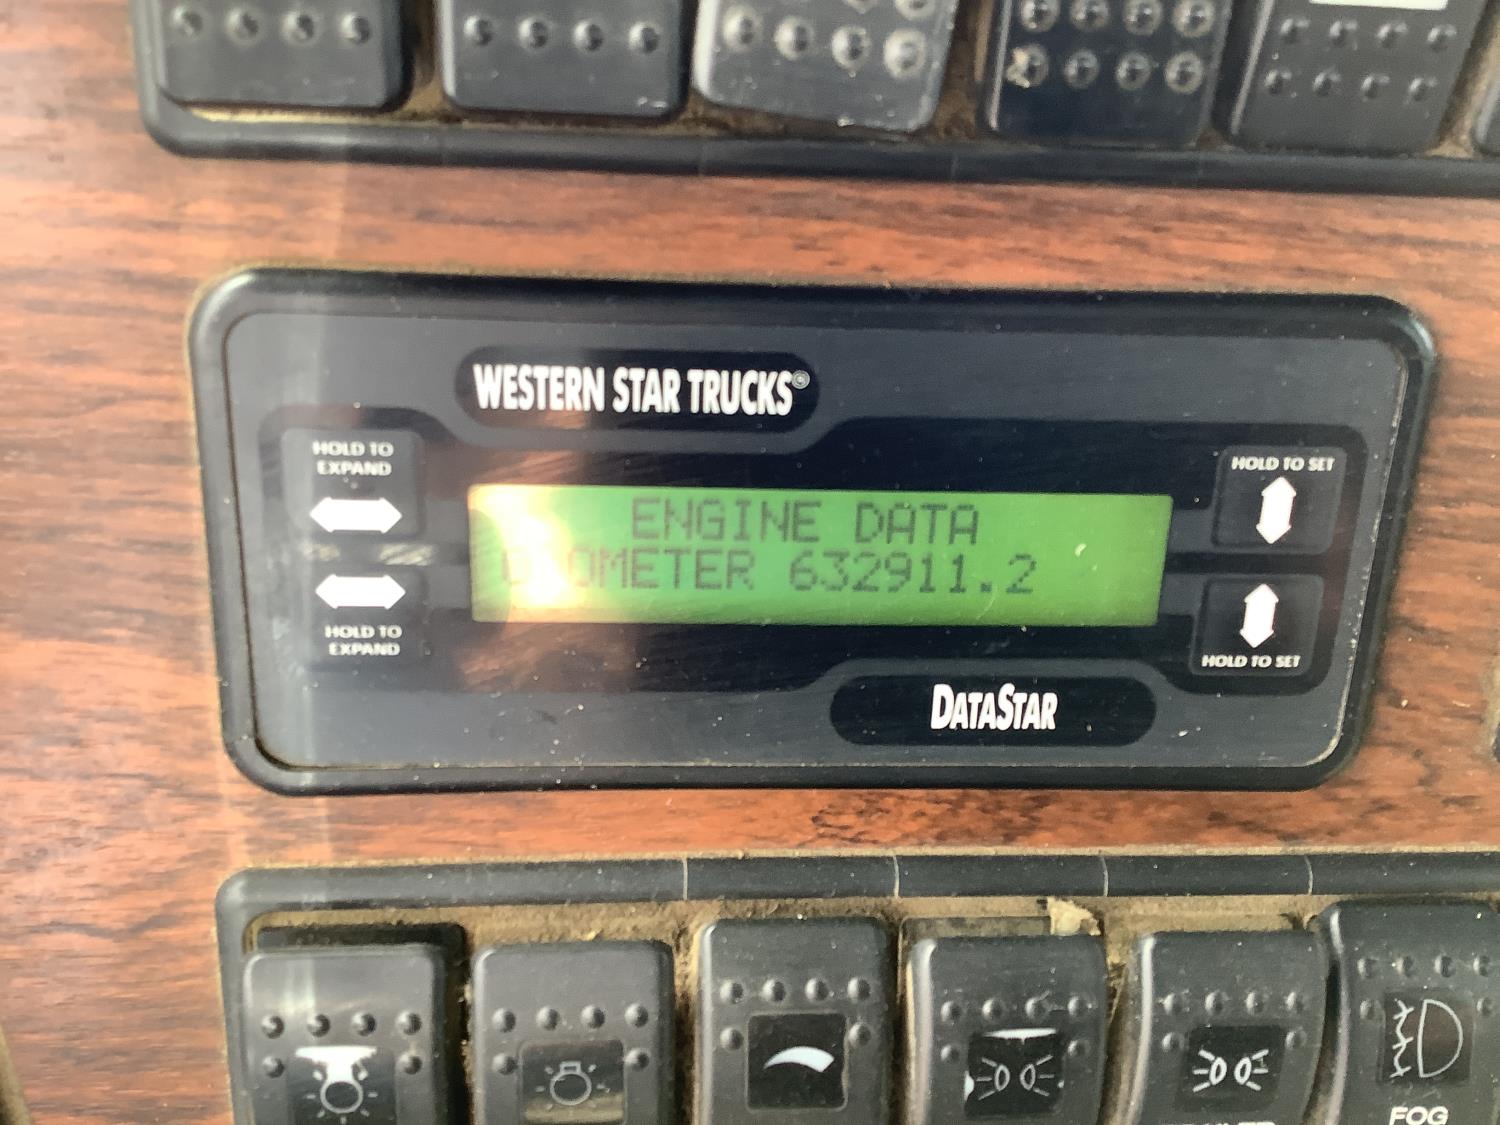 WESTERN STAR TRUCKS®
HOLD TO
EXPAND
HOLD TO SET
ENGINE DATA
ODOMETER 632911.2
HOLD TO
EXPAND
HOLD TO SET
DATASTAR
FOG